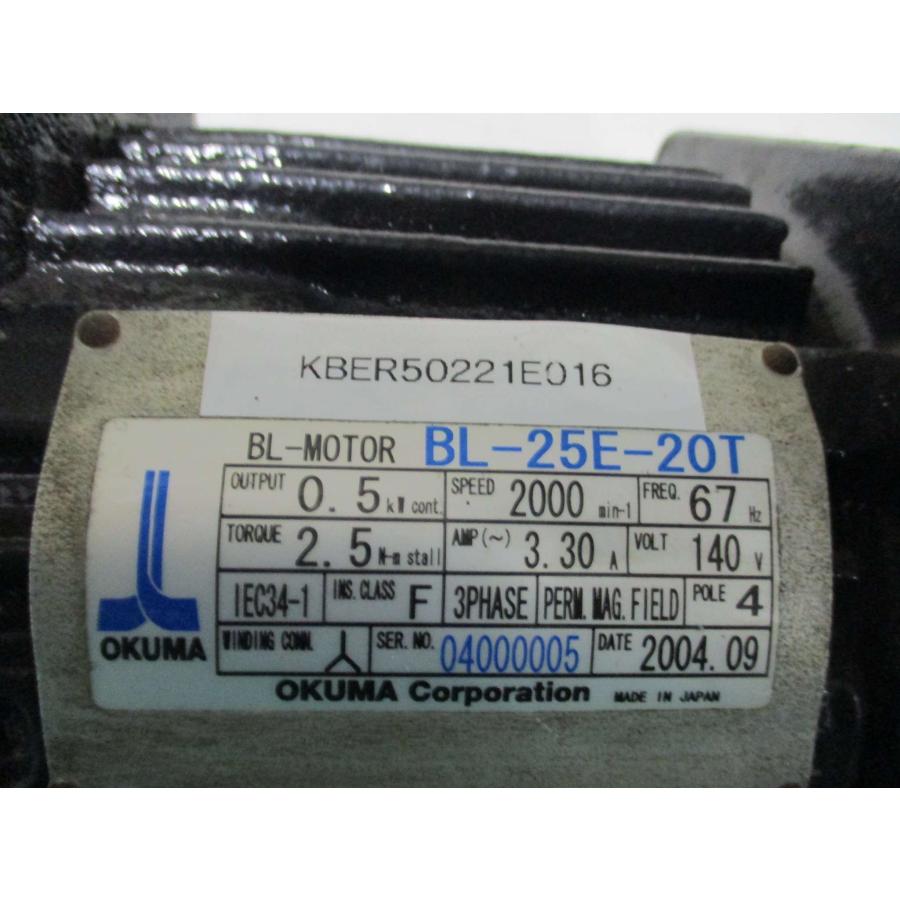 KBER50221E016
BL-MOTOR BL-25E-20T
OUTPUT 0.5 kW cont. SPEED 2000 min-1 FREQ. 67 Hz
TORQUE 2.5 N-m stall AMP(~) 3.30 A VOLT 140 V
IEC34-1 INS.CLASS F 3PHASE PERM.MAG.FIELD POLE 4
WINDING CONN. SER.NO. 04000005 DATE 2004.09
OKUMA
OKUMA Corporation MADE IN JAPAN